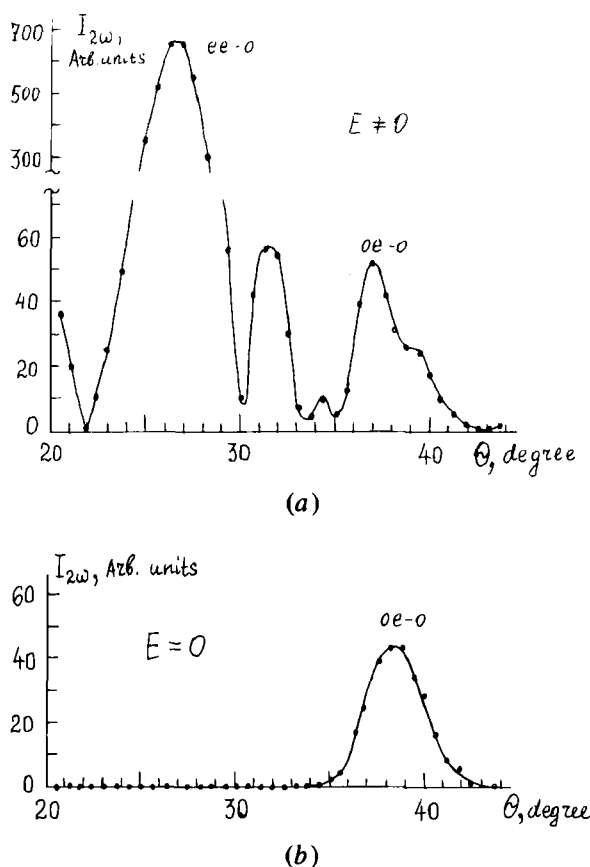 I₂ω, Arb. units
ee-o
E ≠ 0
oe-o
700
500
300
60
40
20
0
20 30 40 Θ, degree
(a)
I₂ω, Arb. units
oe-o
E = 0
60
40
20
0
20 30 40 Θ, degree
(b)